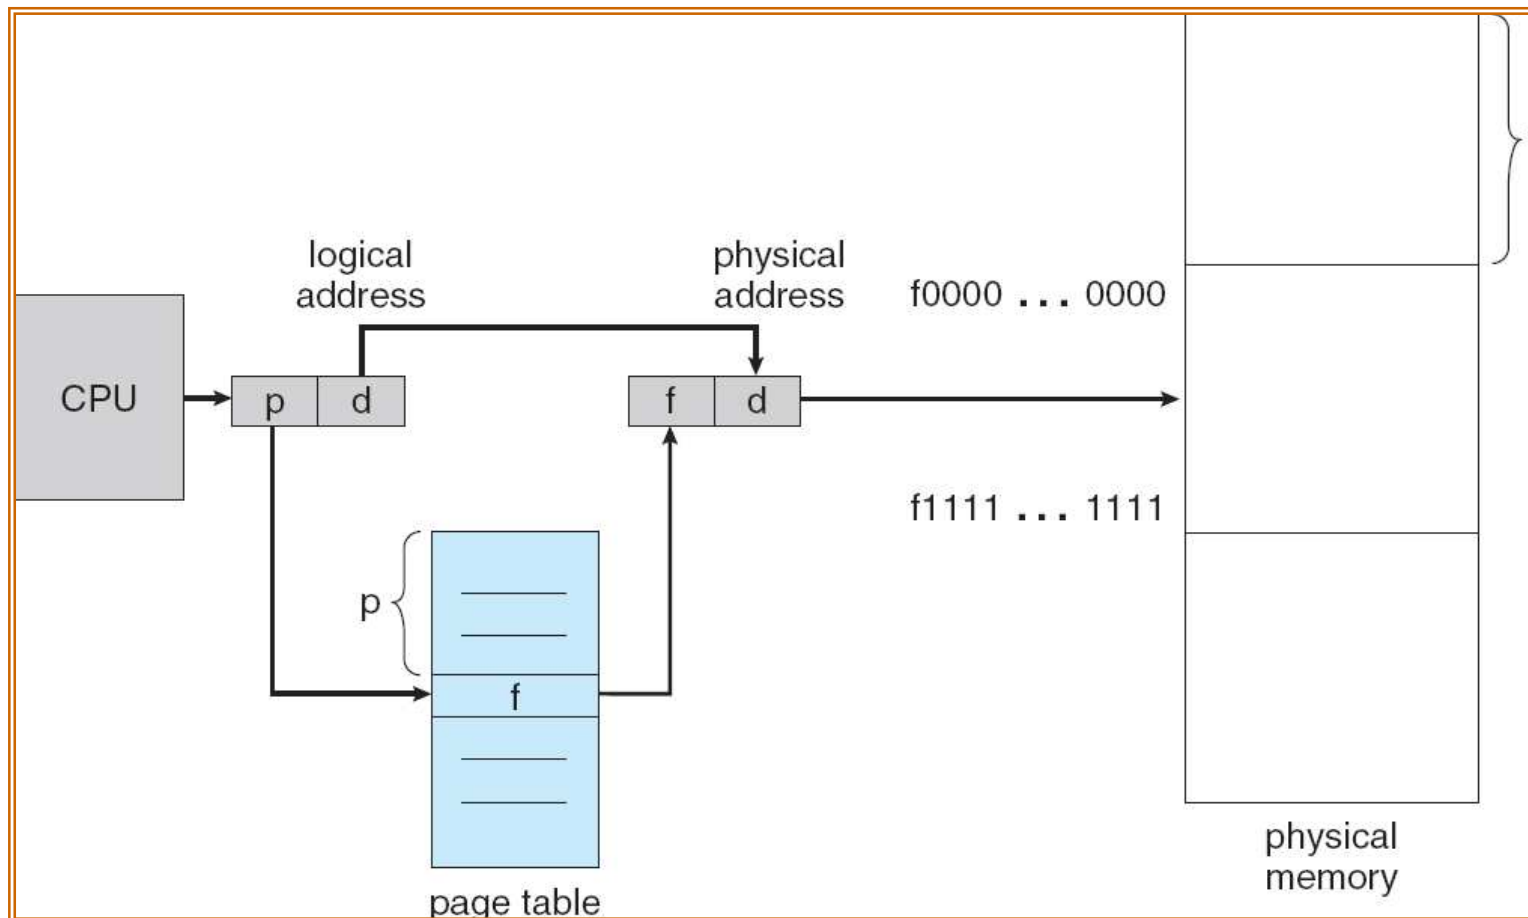 logical
address
physical
address
f0000 ... 0000
CPU
p d
f d
f1111 ... 1111
p
f
page table
physical
memory